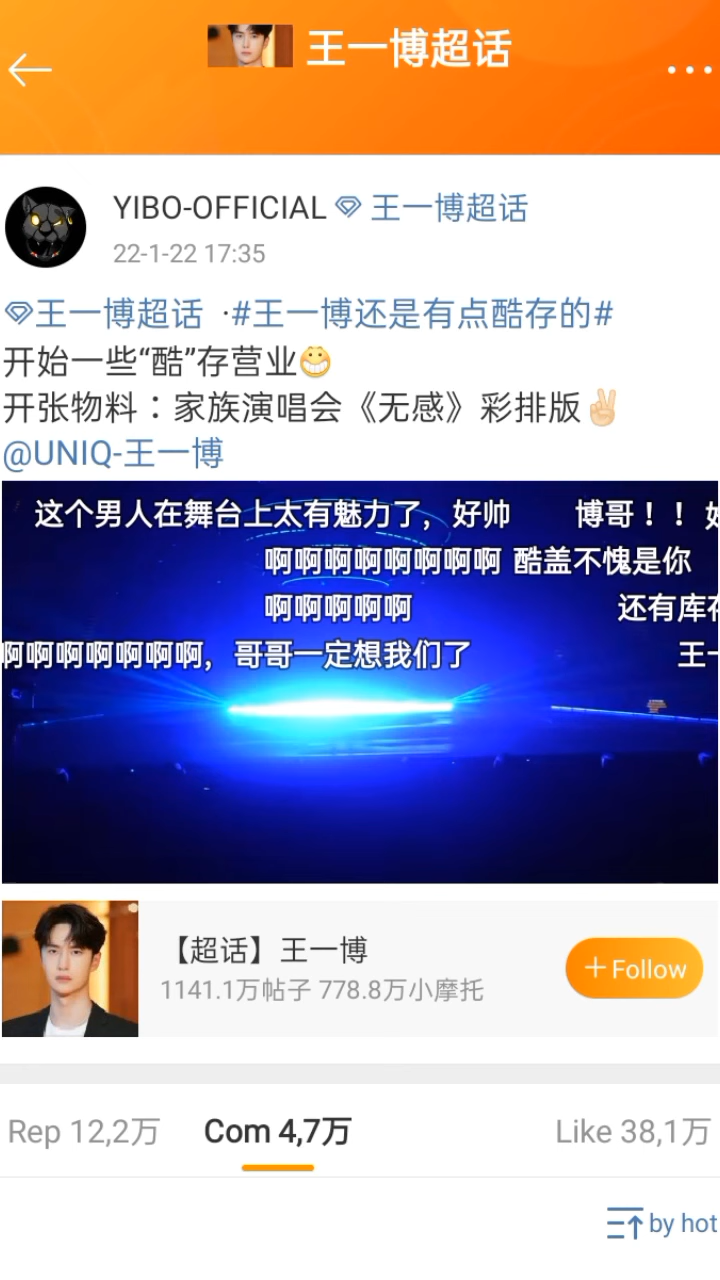 王一博超话
YIBO-OFFICIAL 王一博超话
22-1-22 17:35
王一博超话 ·#王一博还是有点酷存的#
开始一些“酷”存营业😁
开张物料：家族演唱会《无感》彩排版✌🏻
@UNIQ-王一博
这个男人在舞台上太有魅力了，好帅 博哥！！
啊啊啊啊啊啊啊啊 酷盖不愧是你
啊啊啊啊啊 还有库存
啊啊啊啊啊啊啊，哥哥一定想我们了 王一
【超话】王一博
1141.1万帖子 778.8万小摩托
+Follow
Rep 12,2万 Com 4,7万 Like 38,1万
by hot